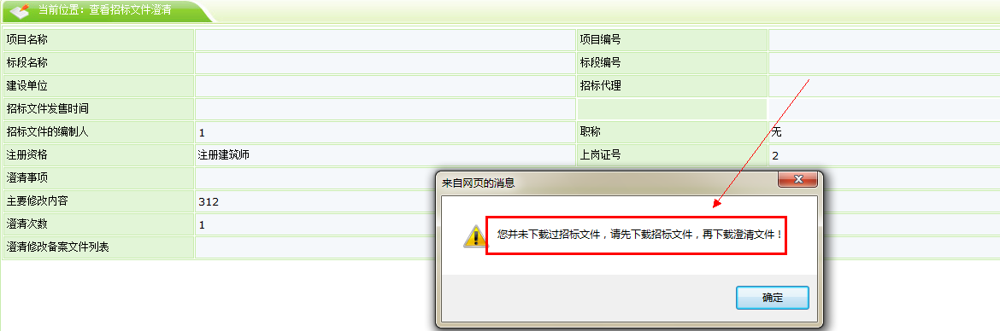 当前位置：查看招标文件澄清
项目名称 项目编号
标段名称 标段编号
建设单位 招标代理
招标文件发售时间
招标文件的编制人 1 职称 无
注册资格 注册建筑师 上岗证号 2
澄清事项
主要修改内容 312
澄清次数 1
澄清修改备案文件列表
来自网页的消息
您并未下载过招标文件，请先下载招标文件，再下载澄清文件！
确定